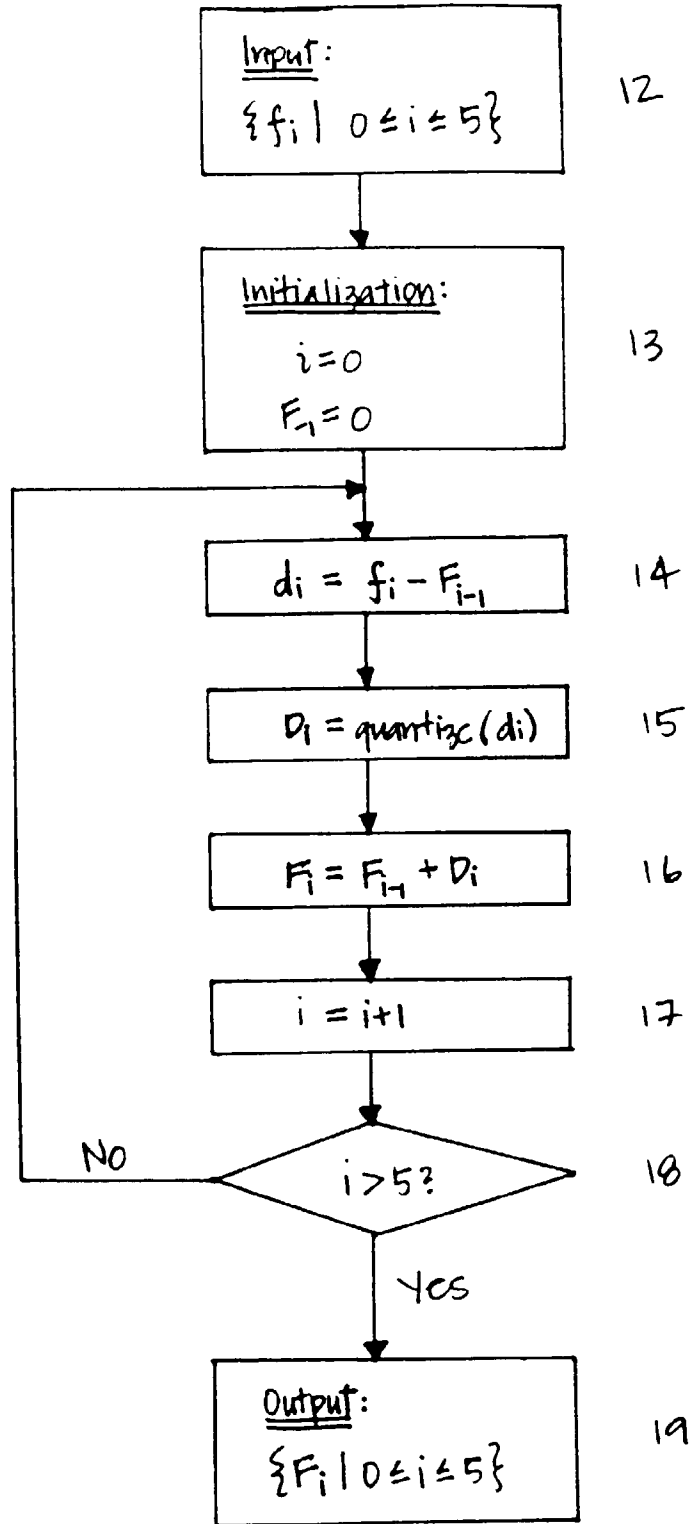 Input:
{fi | 0 ≤ i ≤ 5}
12
Initialization:
i=0
F-1=0
13
di = fi - Fi-1
14
Di = quantize(di)
15
Fi = Fi-1 + Di
16
i = i+1
17
i>5?
18
No
Yes
Output:
{Fi | 0 ≤ i ≤ 5}
19